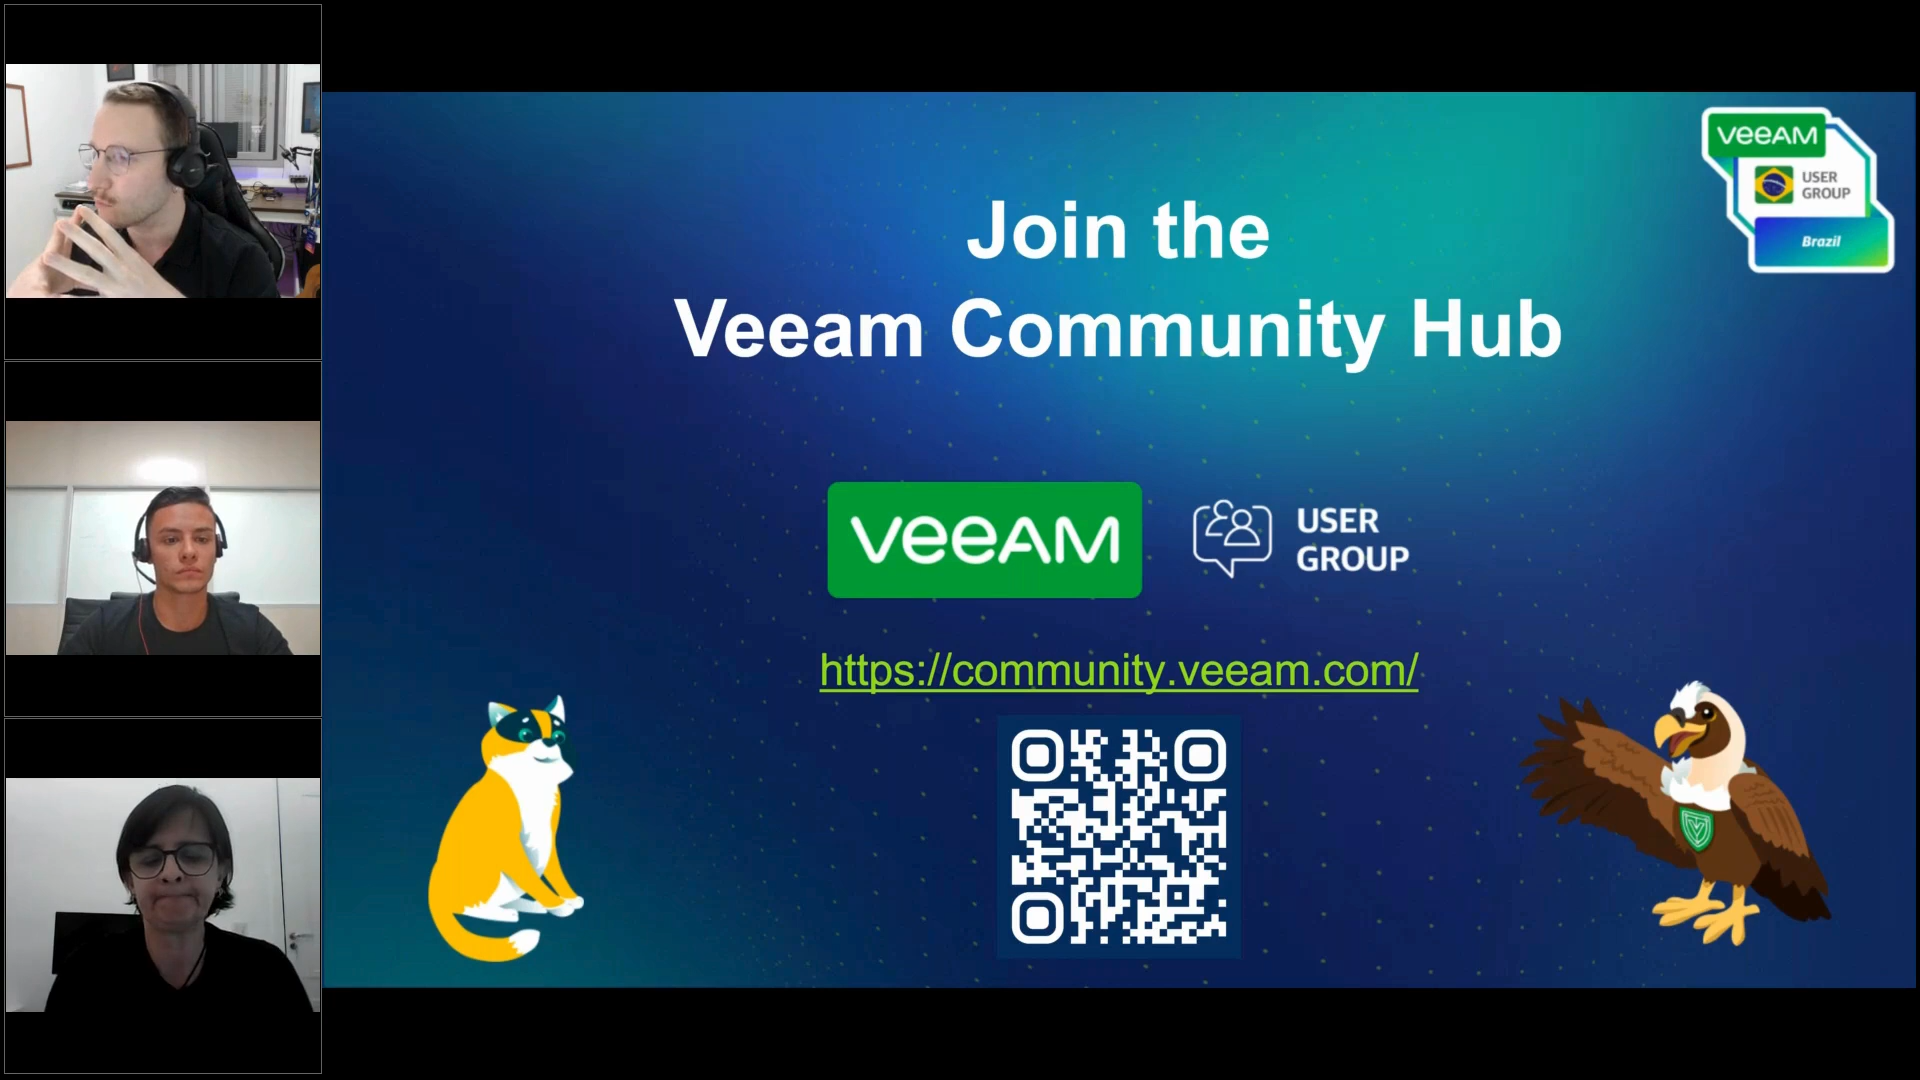 VEEAM
USER
GROUP
Brazil
Join the
Veeam Community Hub
VEEAM
USER
GROUP
https://community.veeam.com/